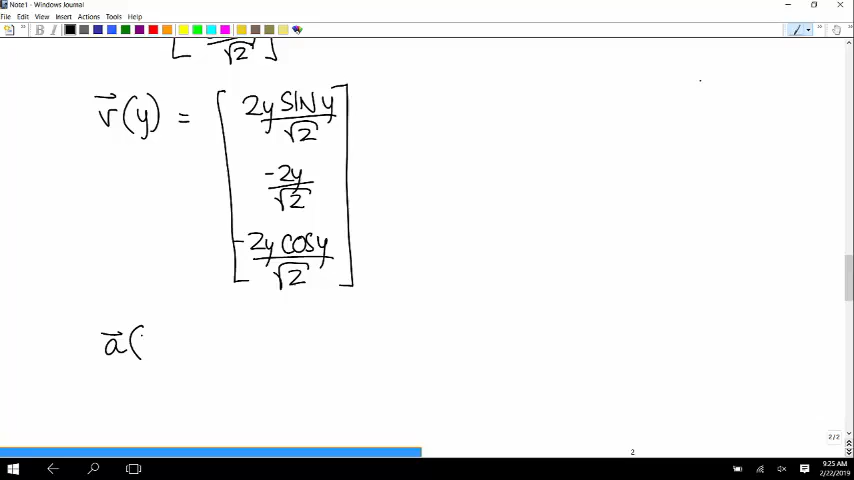 Note1 - Windows Journal
File Edit View Insert Actions Tools Help
B I
√2
v⃗(y) = [2y SIN y / √2
-2y / √2
-2y COS y / √2]
a⃗(
2/2
2
9:25 AM
2/22/2019